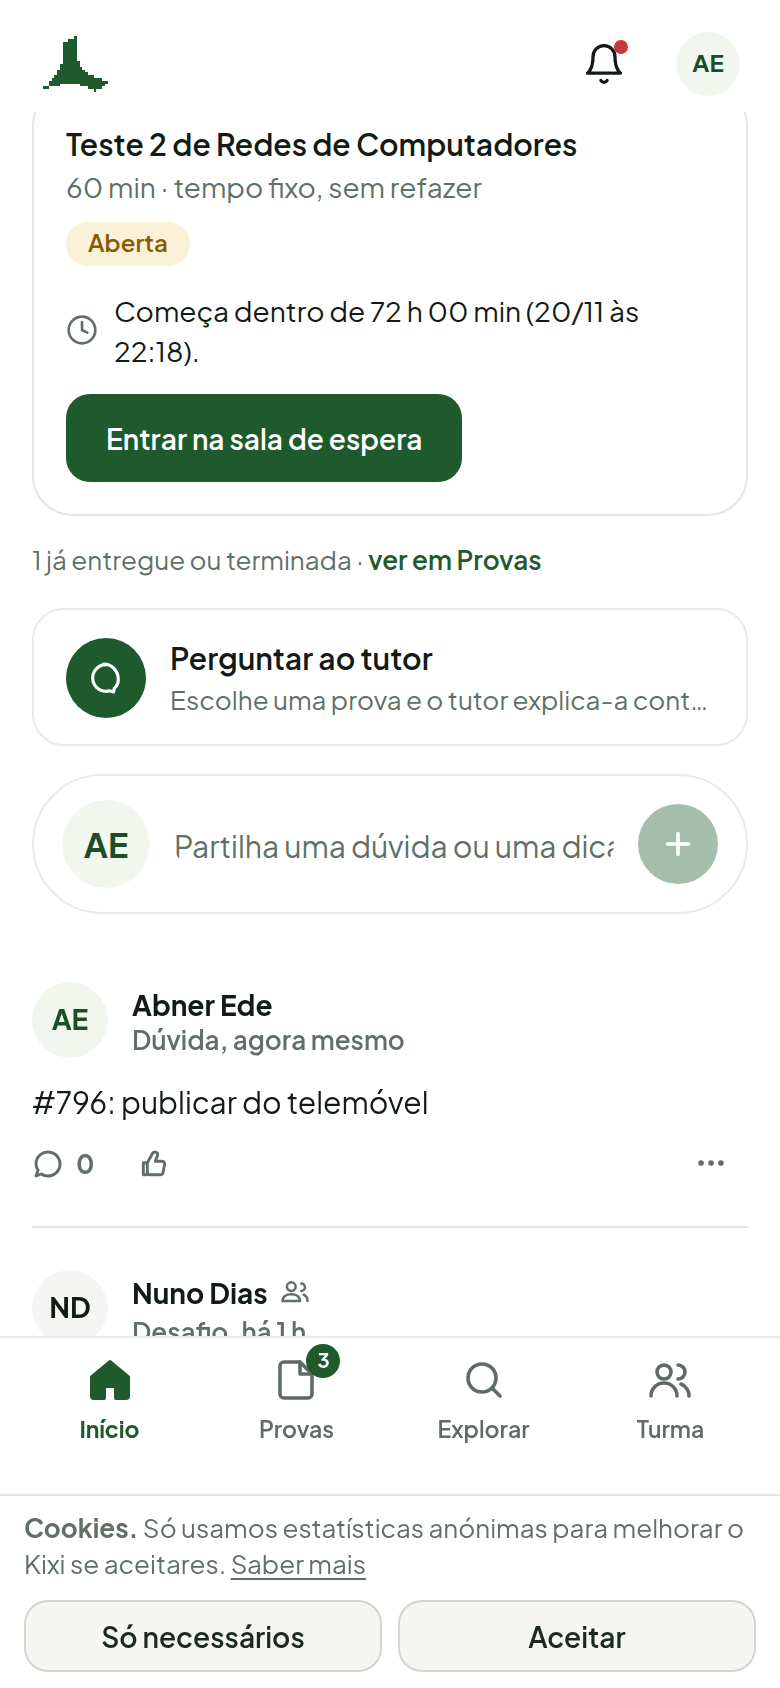 AE
Teste 2 de Redes de Computadores
60 min · tempo fixo, sem refazer
Aberta
Começa dentro de 72 h 00 min (20/11 às
22:18).
Entrar na sala de espera
1 já entregue ou terminada · ver em Provas
Perguntar ao tutor
Escolhe uma prova e o tutor explica-a cont…
AE
Partilha uma dúvida ou uma dica
AE
Abner Ede
Dúvida, agora mesmo
#796: publicar do telemóvel
0
ND
Nuno Dias
Desafio, há 1 h
3
Início
Provas
Explorar
Turma
Cookies. Só usamos estatísticas anónimas para melhorar o
Kixi se aceitares. Saber mais
Só necessários
Aceitar